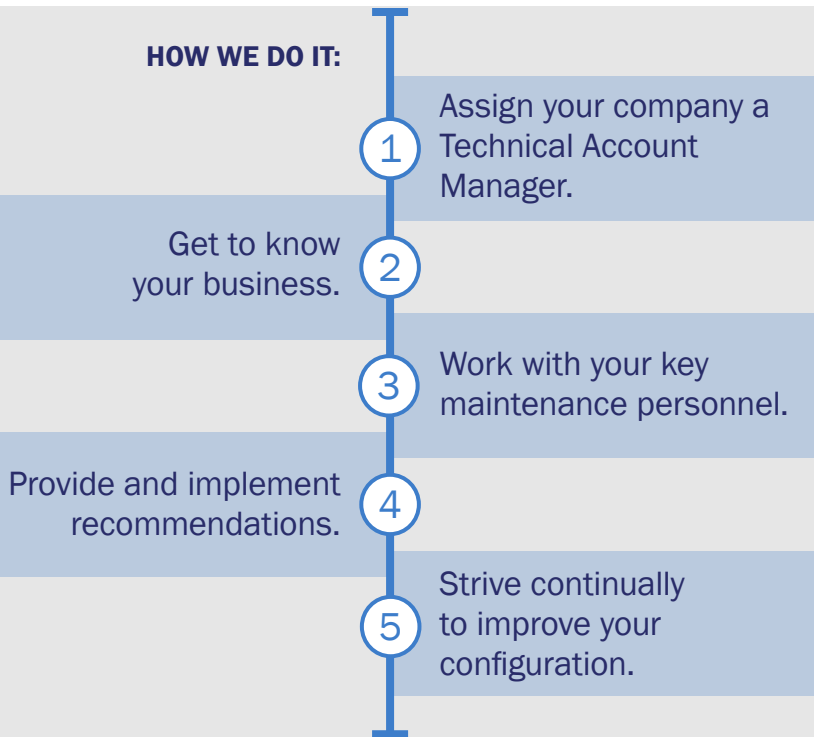 HOW WE DO IT:
1
Assign your company a
Technical Account
Manager.
2
Get to know
your business.
3
Work with your key
maintenance personnel.
4
Provide and implement
recommendations.
5
Strive continually
to improve your
configuration.